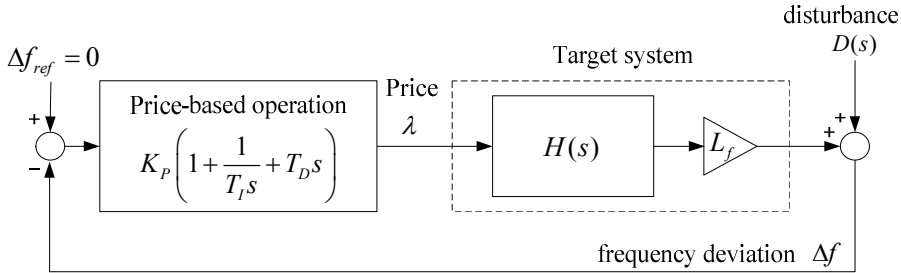 disturbance
D(s)
Δf_ref = 0
Target system
Price-based operation
Price
K_P(1+1/(T_I s)+T_D s)
λ
H(s)
L_f
+
−
+
+
frequency deviation Δf